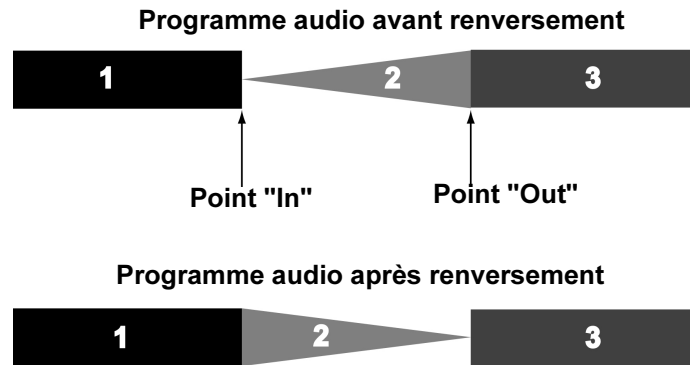 Programme audio avant renversement
1 2 3
Point "In" Point "Out"
Programme audio après renversement
1 2 3